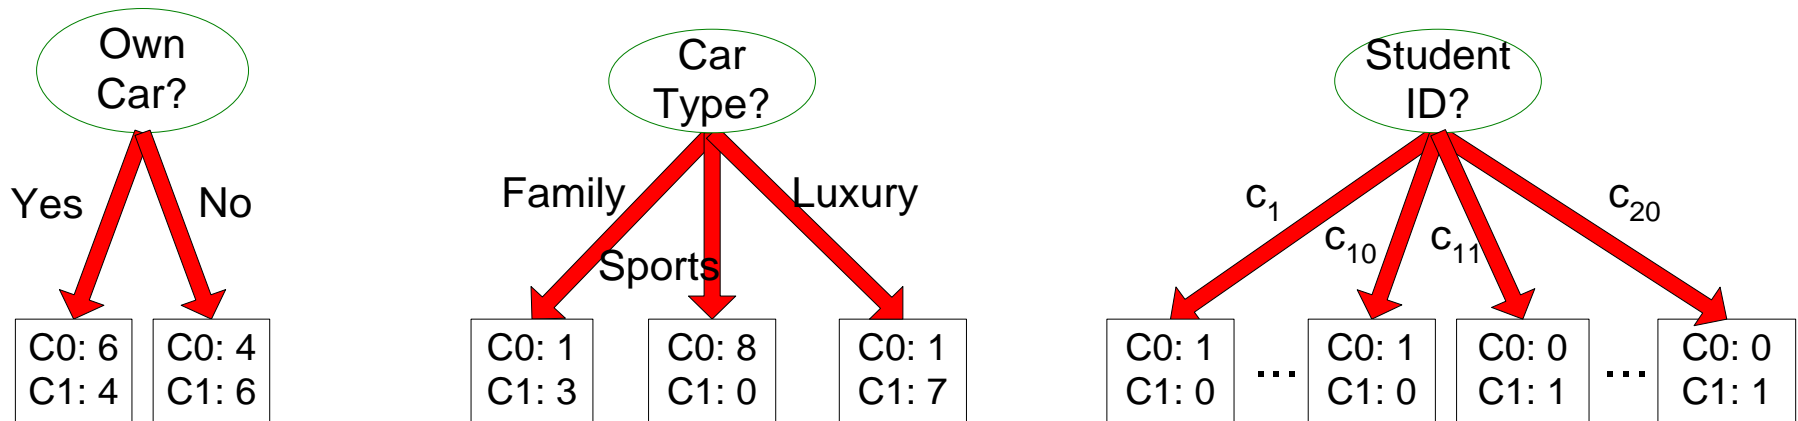 Own
Car?
Yes
No
C0: 6
C1: 4
C0: 4
C1: 6
Car
Type?
Family
Sports
Luxury
C0: 1
C1: 3
C0: 8
C1: 0
C0: 1
C1: 7
Student
ID?
c1
c10
c11
c20
C0: 1
C1: 0
...
C0: 1
C1: 0
C0: 0
C1: 1
...
C0: 0
C1: 1